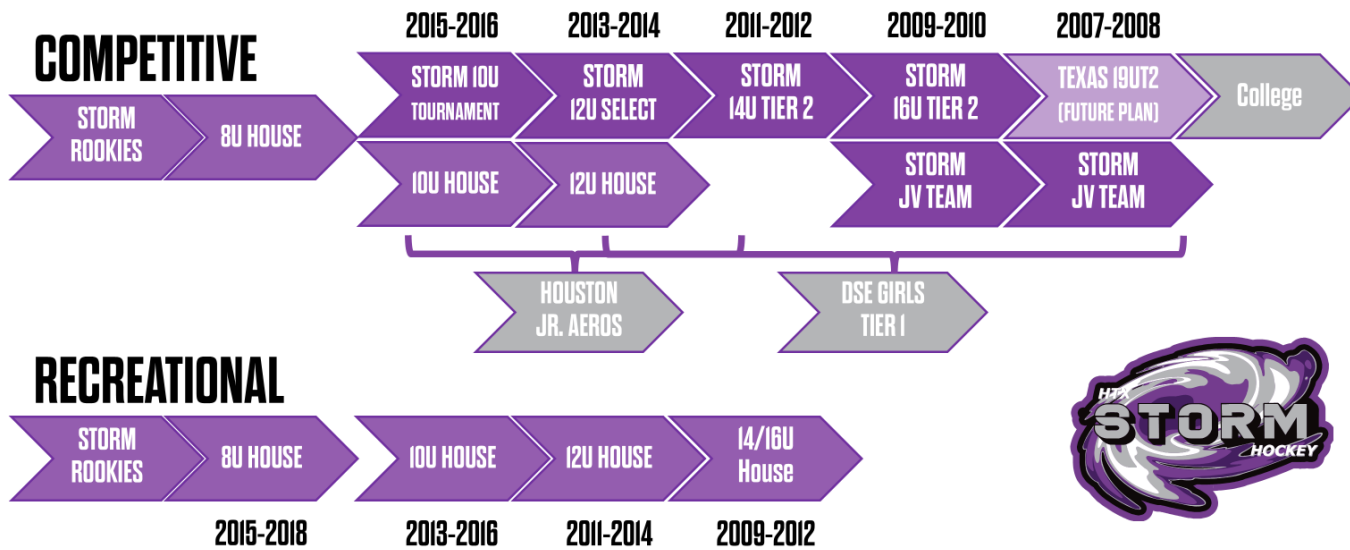 COMPETITIVE
2015-2016
2013-2014
2011-2012
2009-2010
2007-2008
STORM
ROOKIES
8U HOUSE
STORM 10U
TOURNAMENT
STORM
12U SELECT
STORM
14U TIER 2
STORM
16U TIER 2
TEXAS 19UT2
(FUTURE PLAN)
College
10U HOUSE
12U HOUSE
STORM
JV TEAM
STORM
JV TEAM
HOUSTON
JR. AEROS
DSE GIRLS
TIER 1
RECREATIONAL
STORM
ROOKIES
8U HOUSE
10U HOUSE
12U HOUSE
14/16U
House
2015-2018
2013-2016
2011-2014
2009-2012
HTX
STORM
HOCKEY